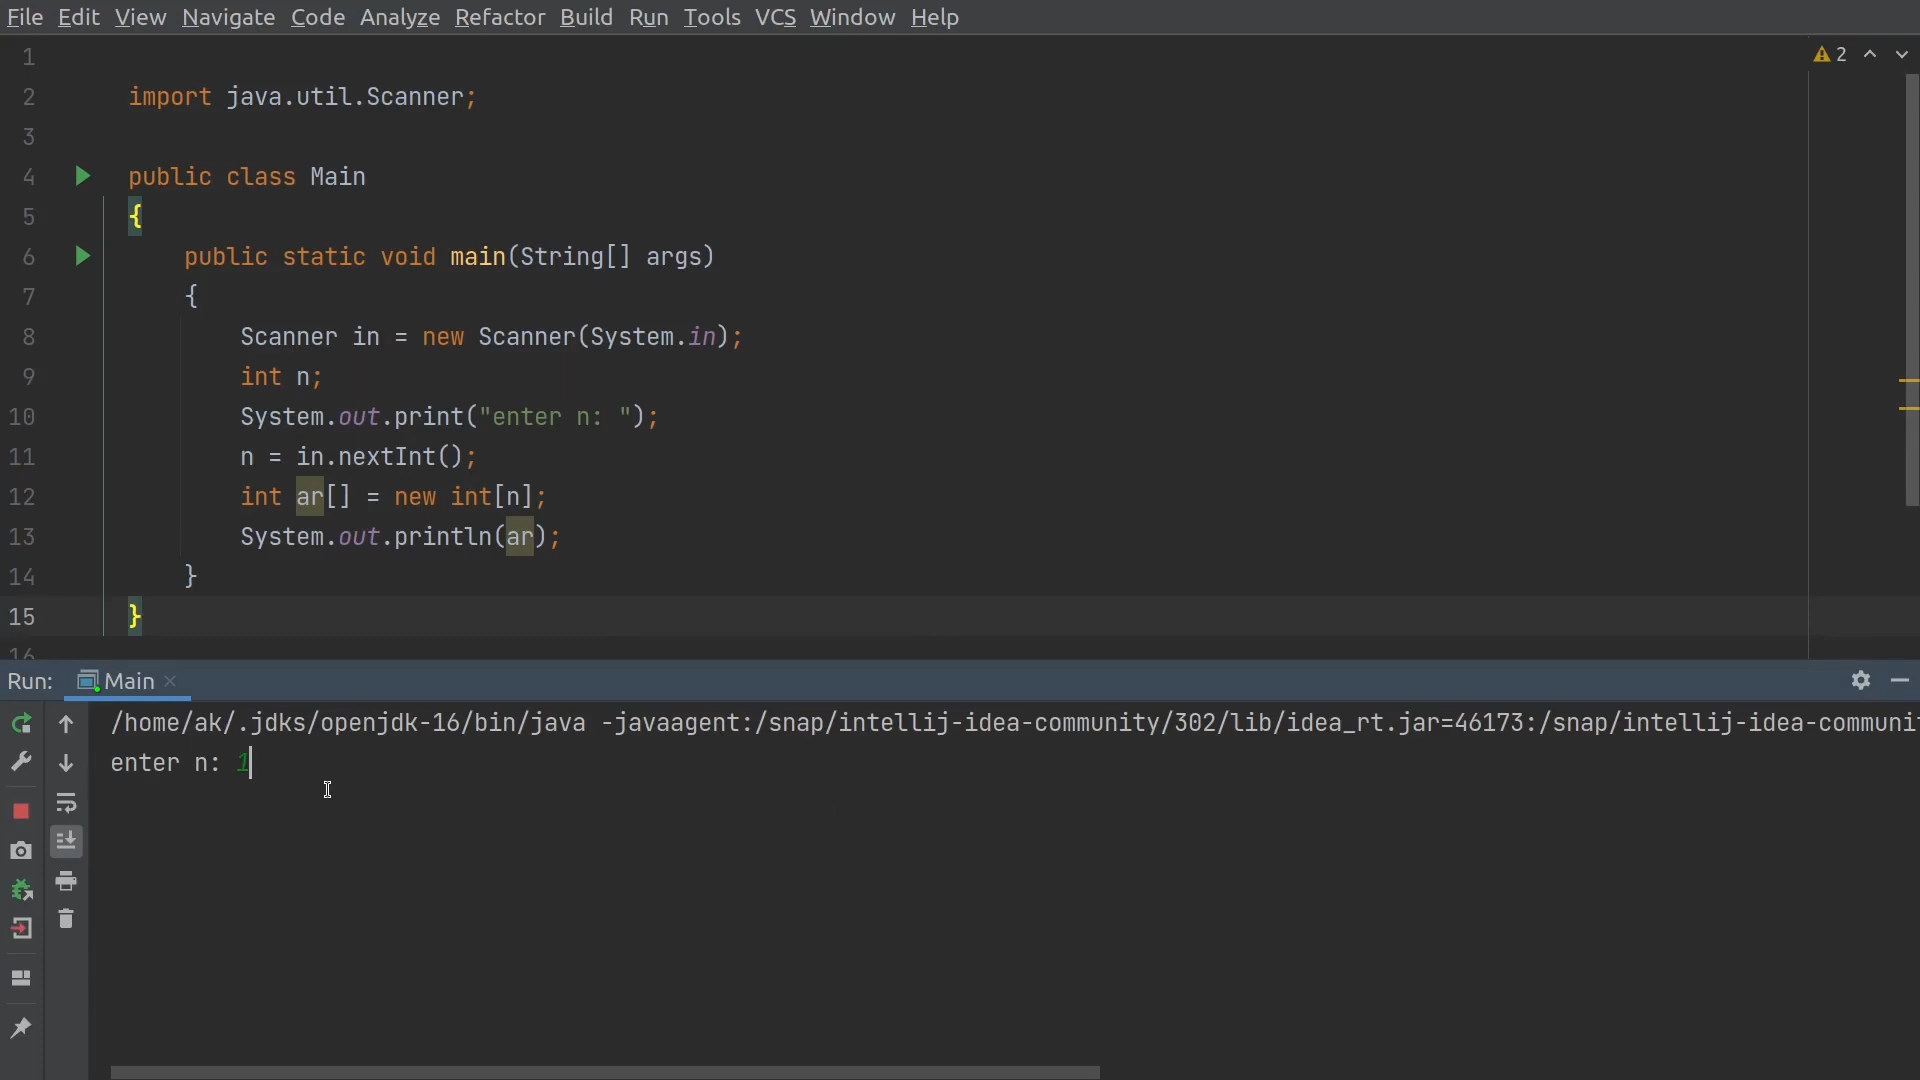 File Edit View Navigate Code Analyze Refactor Build Run Tools VCS Window Help
2
1
2 import java.util.Scanner;
3
4 public class Main
5 {
6 public static void main(String[] args)
7 {
8 Scanner in = new Scanner(System.in);
9 int n;
10 System.out.print("enter n: ");
11 n = in.nextInt();
12 int ar[] = new int[n];
13 System.out.println(ar);
14 }
15 }
16
Run: Main
/home/ak/.jdks/openjdk-16/bin/java -javaagent:/snap/intellij-idea-community/302/lib/idea_rt.jar=46173:/snap/intellij-idea-communi
enter n: 1